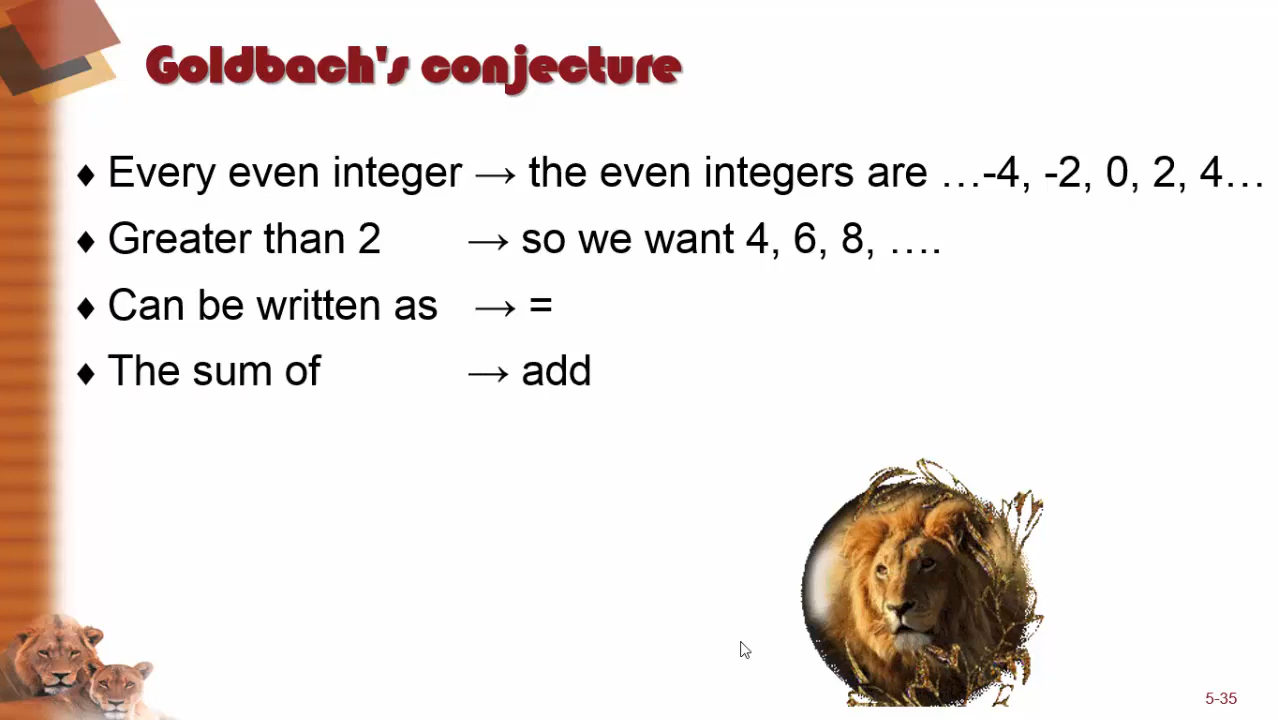 Goldbach's conjecture
♦ Every even integer → the even integers are …-4, -2, 0, 2, 4…
♦ Greater than 2 → so we want 4, 6, 8, ….
♦ Can be written as → =
♦ The sum of → add
5-35